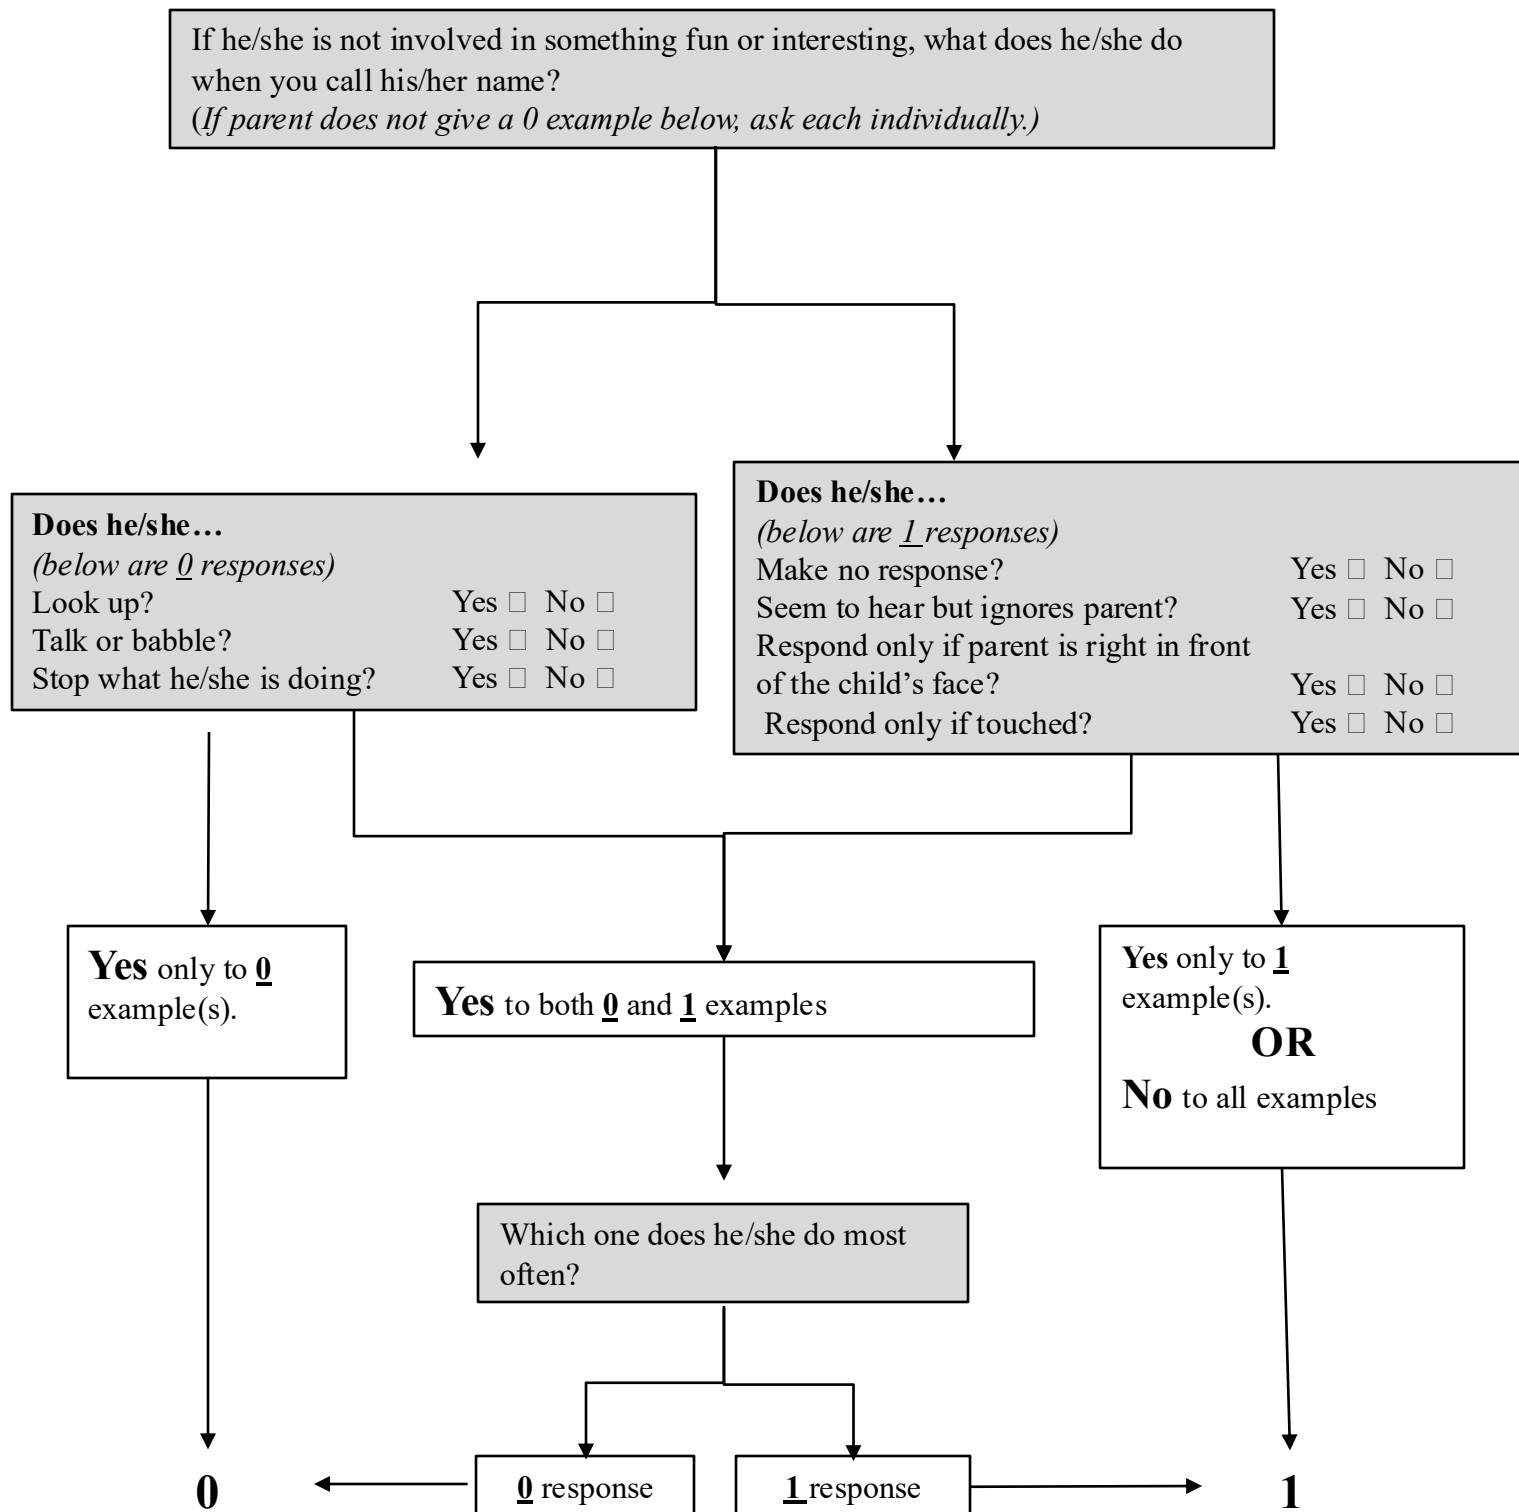 If he/she is not involved in something fun or interesting, what does he/she do
when you call his/her name?
(If parent does not give a 0 example below, ask each individually.)
Does he/she…
(below are 0 responses)
Look up? Yes □ No □
Talk or babble? Yes □ No □
Stop what he/she is doing? Yes □ No □
Does he/she…
(below are 1 responses)
Make no response? Yes □ No □
Seem to hear but ignores parent? Yes □ No □
Respond only if parent is right in front
of the child’s face? Yes □ No □
Respond only if touched? Yes □ No □
Yes only to 0
example(s).
Yes to both 0 and 1 examples
Yes only to 1
example(s).
OR
No to all examples
Which one does he/she do most
often?
0
0 response
1 response
1